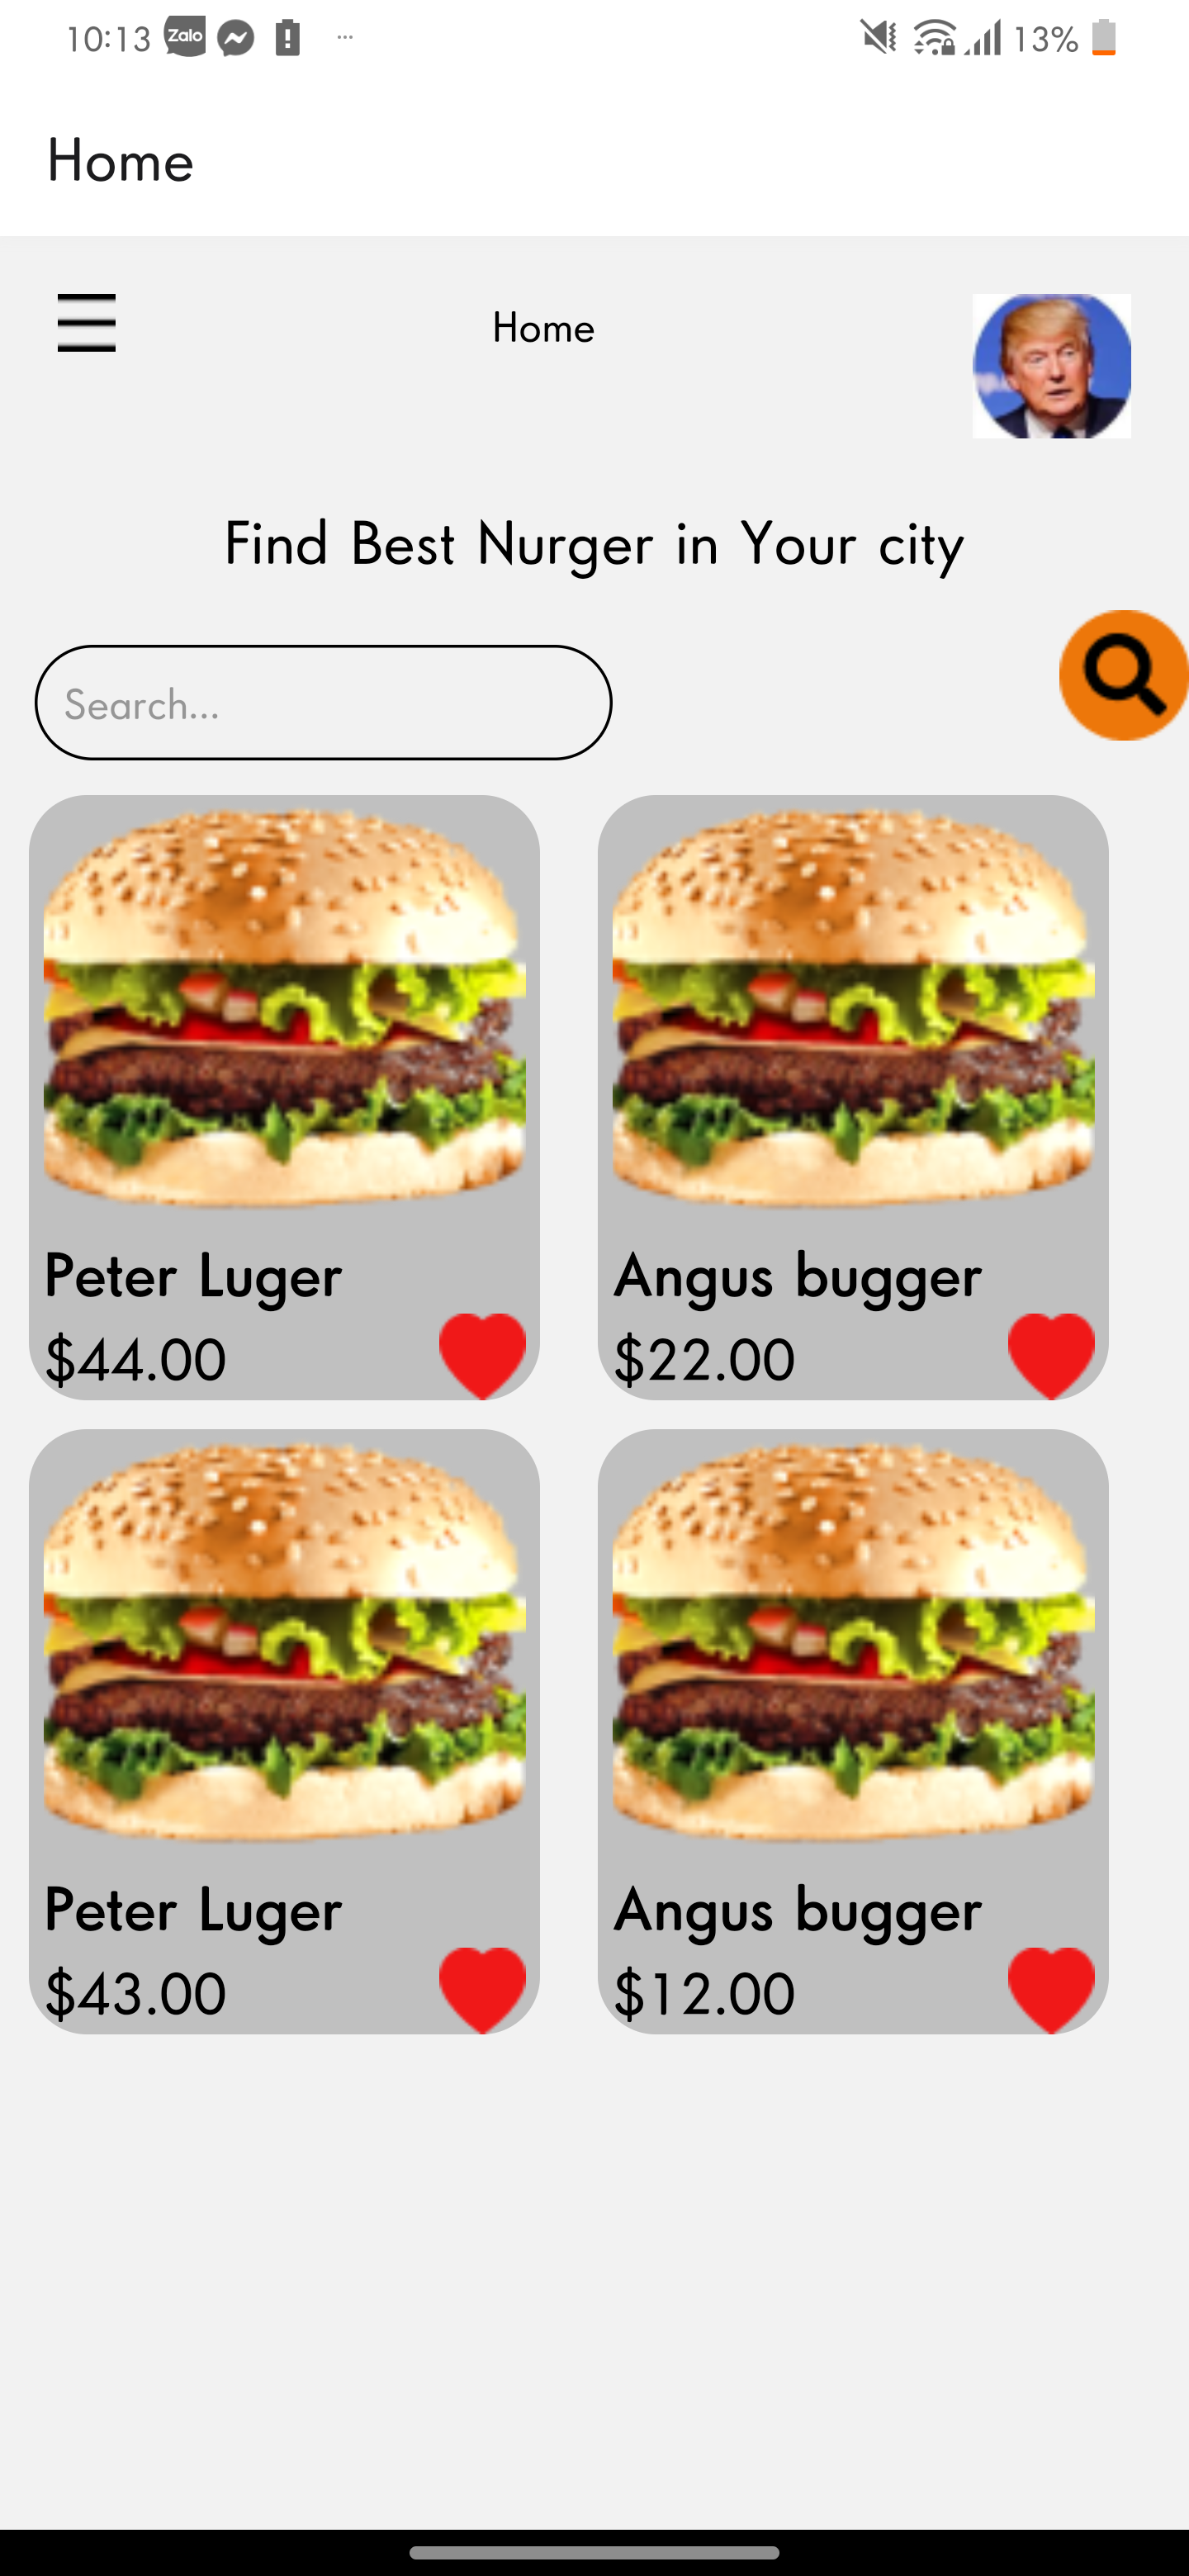 10:13 Zalo ... 13%
Home
Home
Find Best Nurger in Your city
Search...
Peter Luger
$44.00
Angus bugger
$22.00
Peter Luger
$43.00
Angus bugger
$12.00